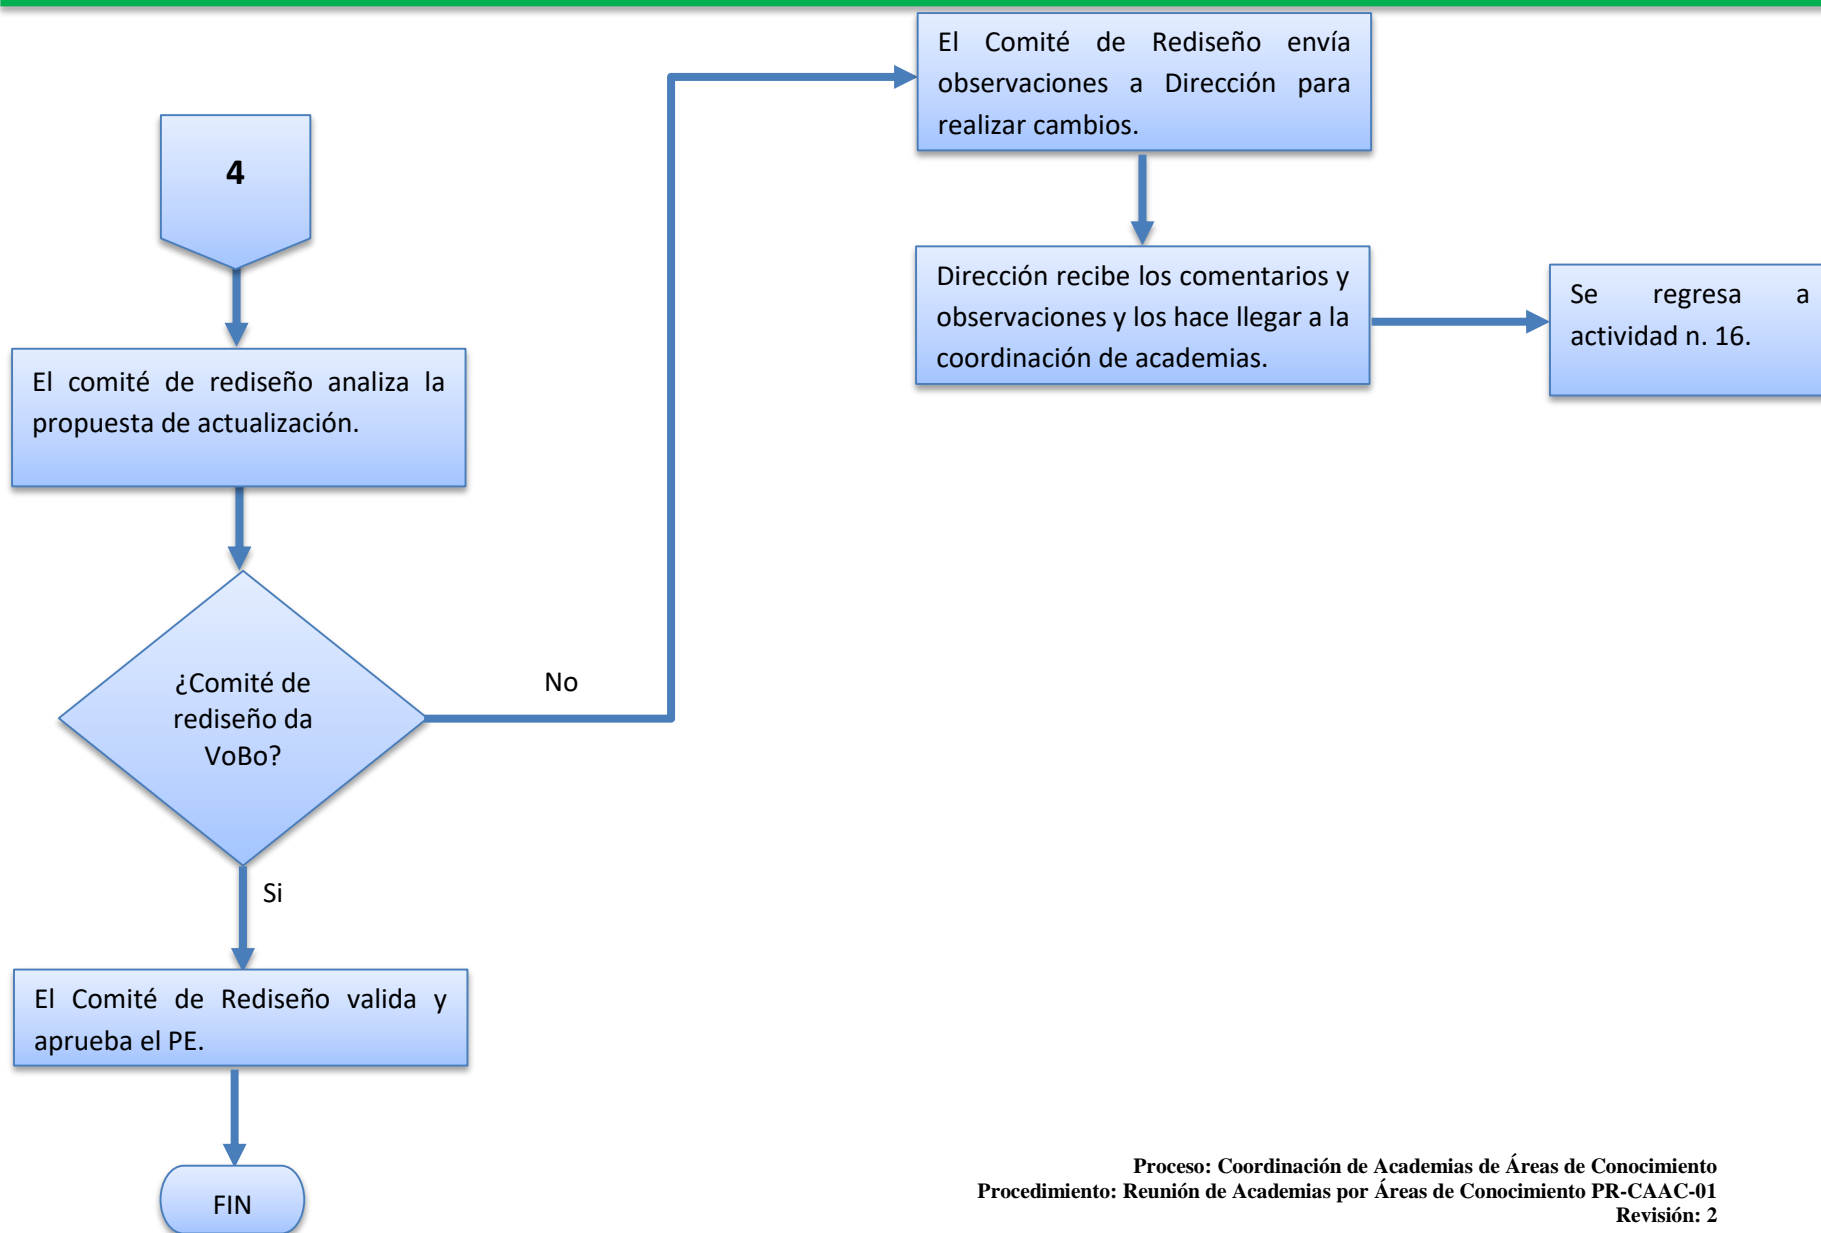 4
El comité de rediseño analiza la
propuesta de actualización.
¿Comité de
rediseño da
VoBo?
No
Si
El Comité de Rediseño valida y
aprueba el PE.
FIN
El Comité de Rediseño envía
observaciones a Dirección para
realizar cambios.
Dirección recibe los comentarios y
observaciones y los hace llegar a la
coordinación de academias.
Se regresa a
actividad n. 16.
Proceso: Coordinación de Academias de Áreas de Conocimiento
Procedimiento: Reunión de Academias por Áreas de Conocimiento PR-CAAC-01
Revisión: 2